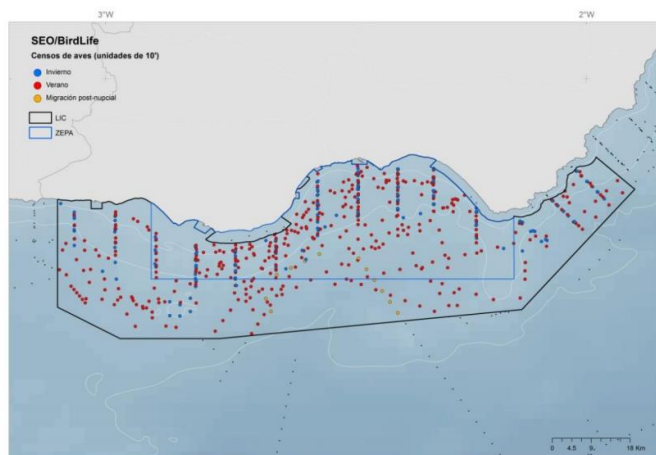 3°W
2°W
SEO/BirdLife
Censos de aves (unidades de 10')
Invierno
Verano
Migración post-nupcial
LIC
ZEPA
0 4.5 9 18 Km